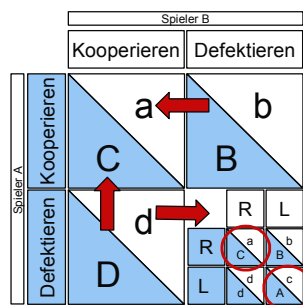 Spieler B
Kooperieren Defektieren
Spieler A
Kooperieren
a b
C B
Defektieren
d
D
R L
R
a b
C B
L
d c
d A